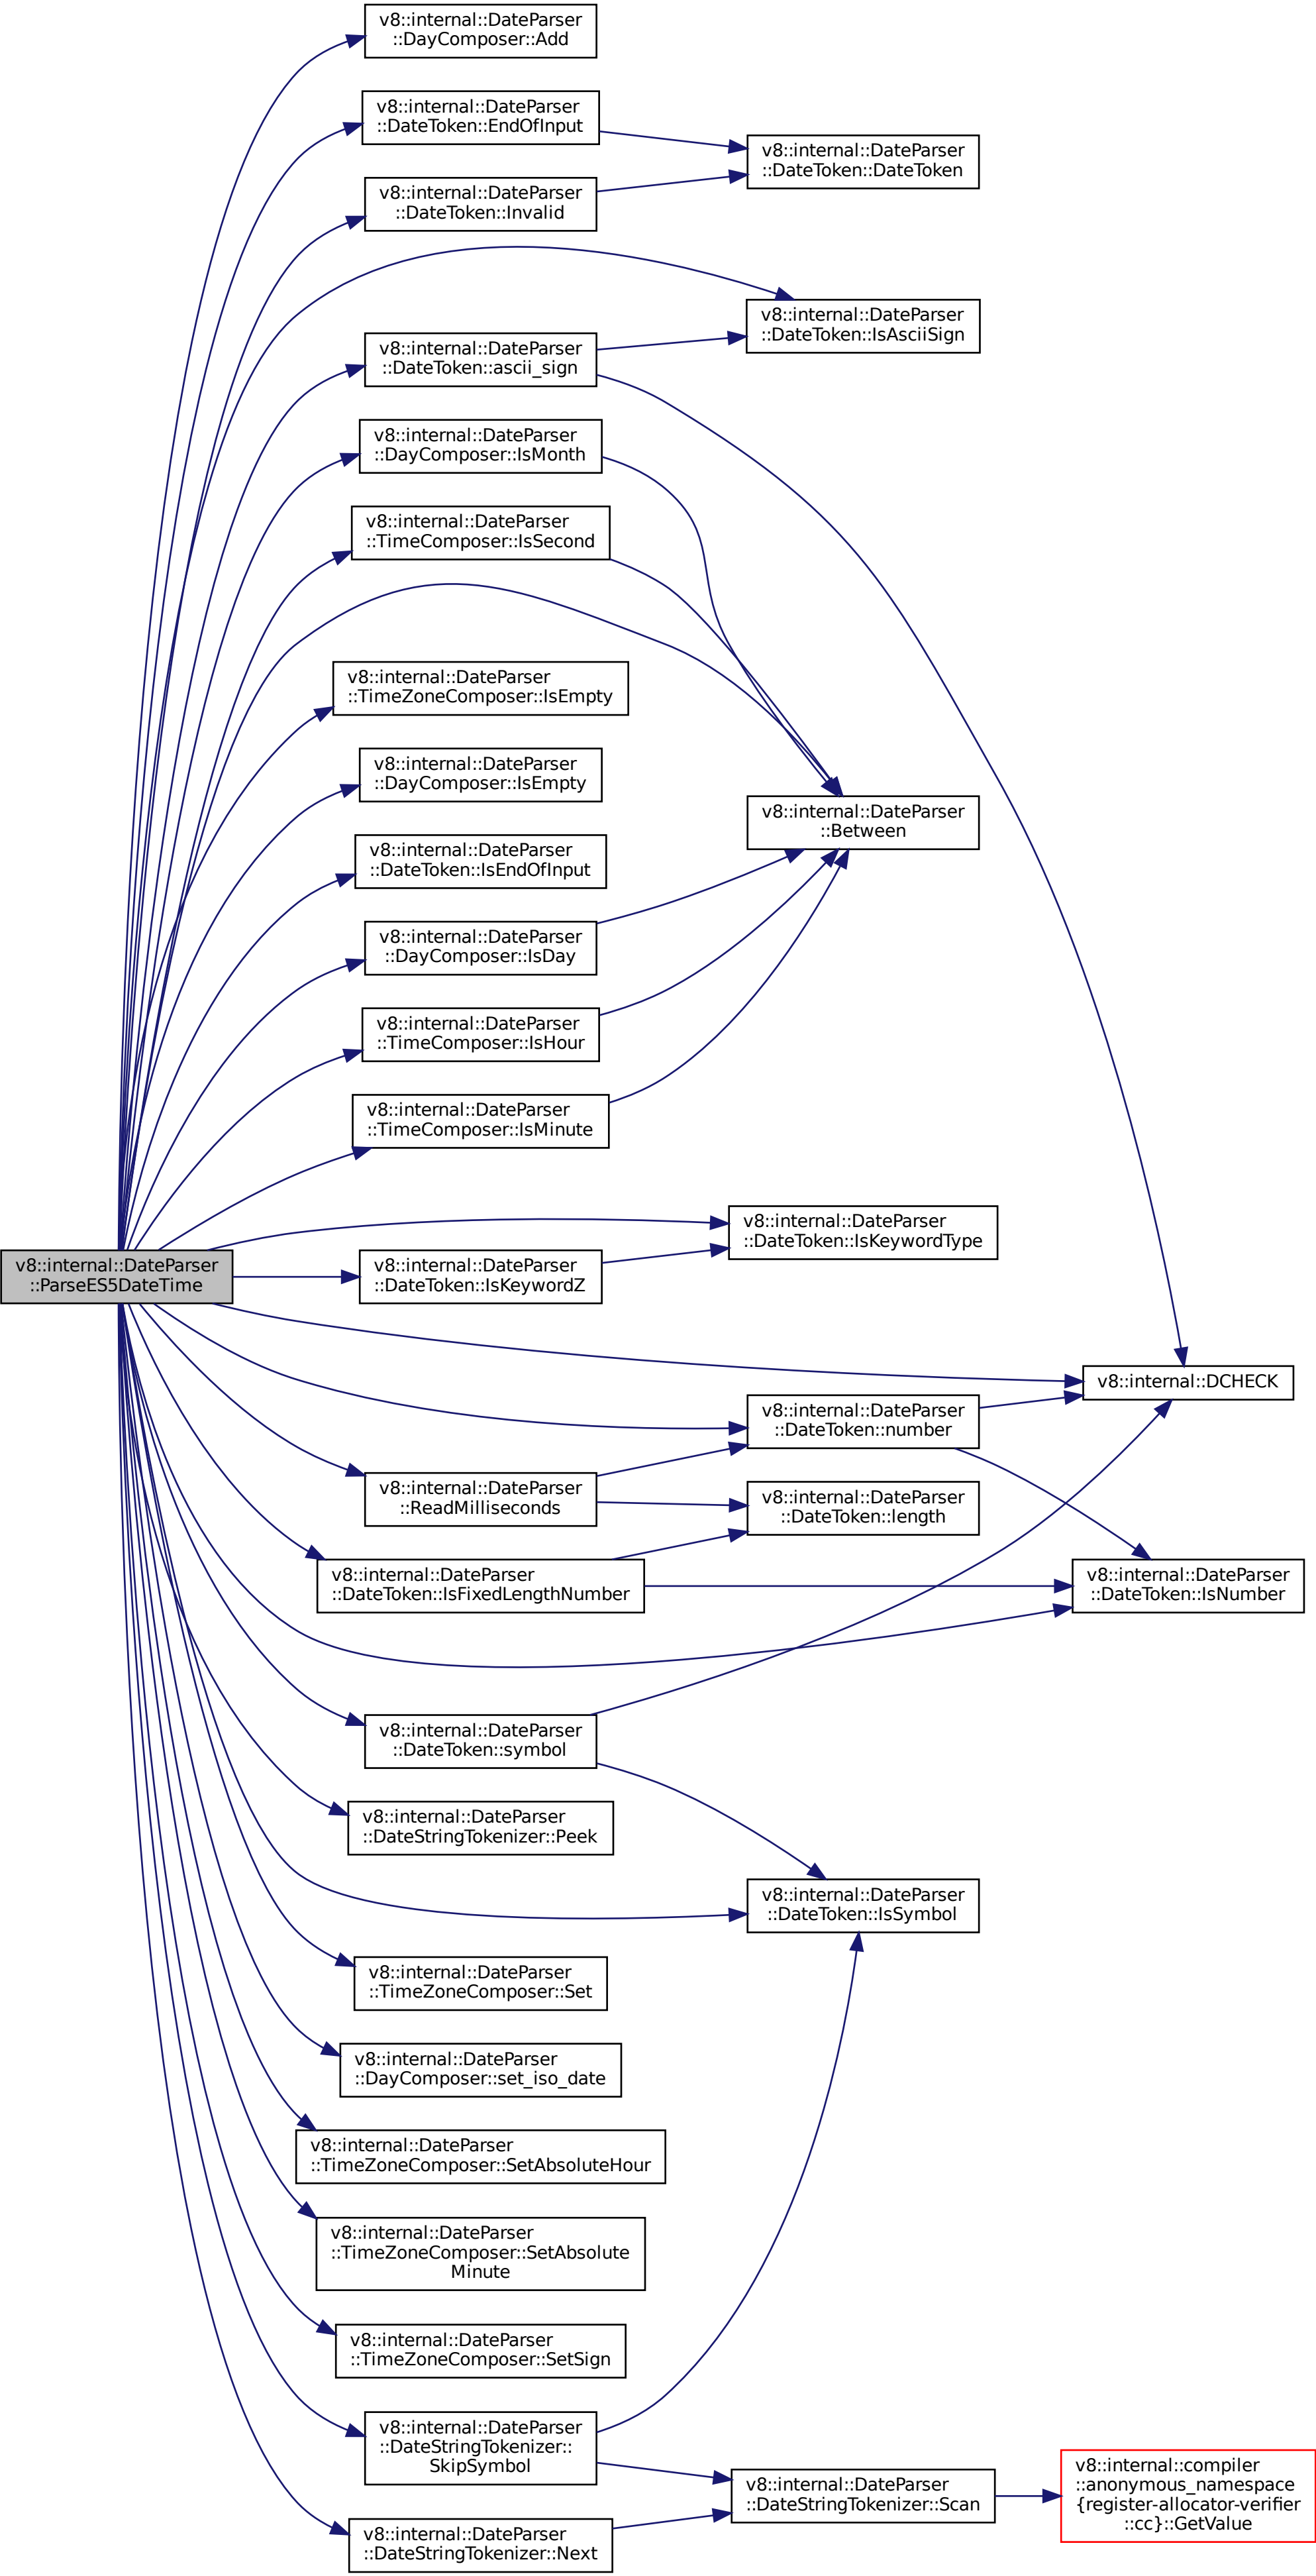 v8::internal::DateParser
::DayComposer::Add
v8::internal::DateParser
::DateToken::EndOfInput
v8::internal::DateParser
::DateToken::DateToken
v8::internal::DateParser
::DateToken::Invalid
v8::internal::DateParser
::DateToken::IsAsciiSign
v8::internal::DateParser
::DateToken::ascii_sign
v8::internal::DateParser
::DayComposer::IsMonth
v8::internal::DateParser
::TimeComposer::IsSecond
v8::internal::DateParser
::TimeZoneComposer::IsEmpty
v8::internal::DateParser
::DayComposer::IsEmpty
v8::internal::DateParser
::Between
v8::internal::DateParser
::DateToken::IsEndOfInput
v8::internal::DateParser
::DayComposer::IsDay
v8::internal::DateParser
::TimeComposer::IsHour
v8::internal::DateParser
::TimeComposer::IsMinute
v8::internal::DateParser
::DateToken::IsKeywordType
v8::internal::DateParser
::ParseES5DateTime
v8::internal::DateParser
::DateToken::IsKeywordZ
v8::internal::DCHECK
v8::internal::DateParser
::DateToken::number
v8::internal::DateParser
::ReadMilliseconds
v8::internal::DateParser
::DateToken::length
v8::internal::DateParser
::DateToken::IsFixedLengthNumber
v8::internal::DateParser
::DateToken::IsNumber
v8::internal::DateParser
::DateToken::symbol
v8::internal::DateParser
::DateStringTokenizer::Peek
v8::internal::DateParser
::DateToken::IsSymbol
v8::internal::DateParser
::TimeZoneComposer::Set
v8::internal::DateParser
::DayComposer::set_iso_date
v8::internal::DateParser
::TimeZoneComposer::SetAbsoluteHour
v8::internal::DateParser
::TimeZoneComposer::SetAbsolute
Minute
v8::internal::DateParser
::TimeZoneComposer::SetSign
v8::internal::DateParser
::DateStringTokenizer::
SkipSymbol
v8::internal::DateParser
::DateStringTokenizer::Scan
v8::internal::compiler
::anonymous_namespace
{register-allocator-verifier
::cc}::GetValue
v8::internal::DateParser
::DateStringTokenizer::Next